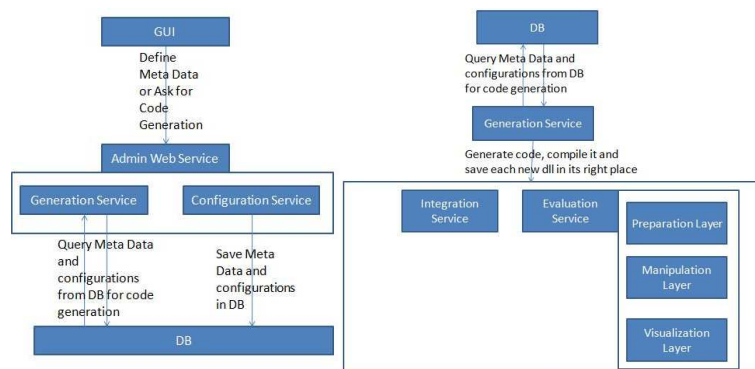 GUI
Define
Meta Data
or Ask for
Code
Generation
Admin Web Service
Generation Service
Configuration Service
Query Meta Data
and
configurations
from DB for code
generation
Save Meta
Data and
configurations
in DB
DB
DB
Query Meta Data and
configurations from DB
for code generation
Generation Service
Generate code, compile it and
save each new dll in its right place
Integration
Service
Evaluation
Service
Preparation Layer
Manipulation
Layer
Visualization
Layer